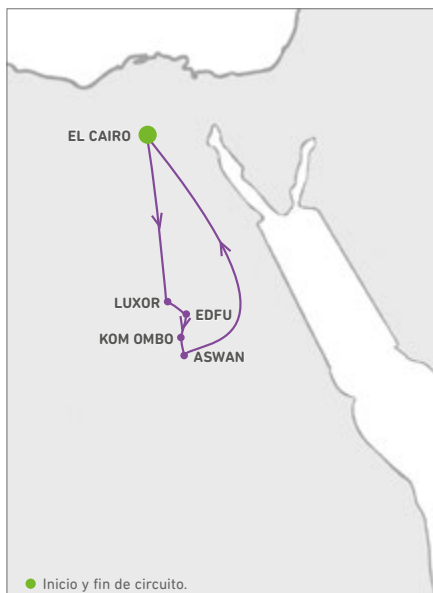 EL CAIRO
LUXOR
EDFU
KOM OMBO
ASWAN
Inicio y fin de circuito.